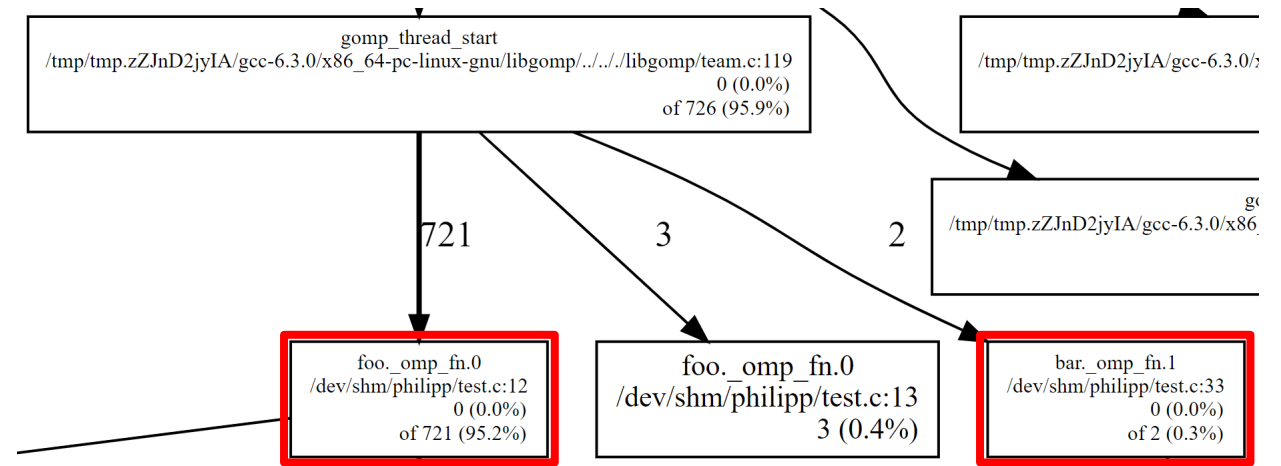 gomp_thread_start
/tmp/tmp.zZJnD2jyIA/gcc-6.3.0/x86_64-pc-linux-gnu/libgomp/../.././libgomp/team.c:119
0 (0.0%)
of 726 (95.9%)
/tmp/tmp.zZJnD2jyIA/gcc-6.3.0/x
go
/tmp/tmp.zZJnD2jyIA/gcc-6.3.0/x86_
721
3
2
foo._omp_fn.0
/dev/shm/philipp/test.c:12
0 (0.0%)
of 721 (95.2%)
foo._omp_fn.0
/dev/shm/philipp/test.c:13
3 (0.4%)
bar._omp_fn.1
/dev/shm/philipp/test.c:33
0 (0.0%)
of 2 (0.3%)